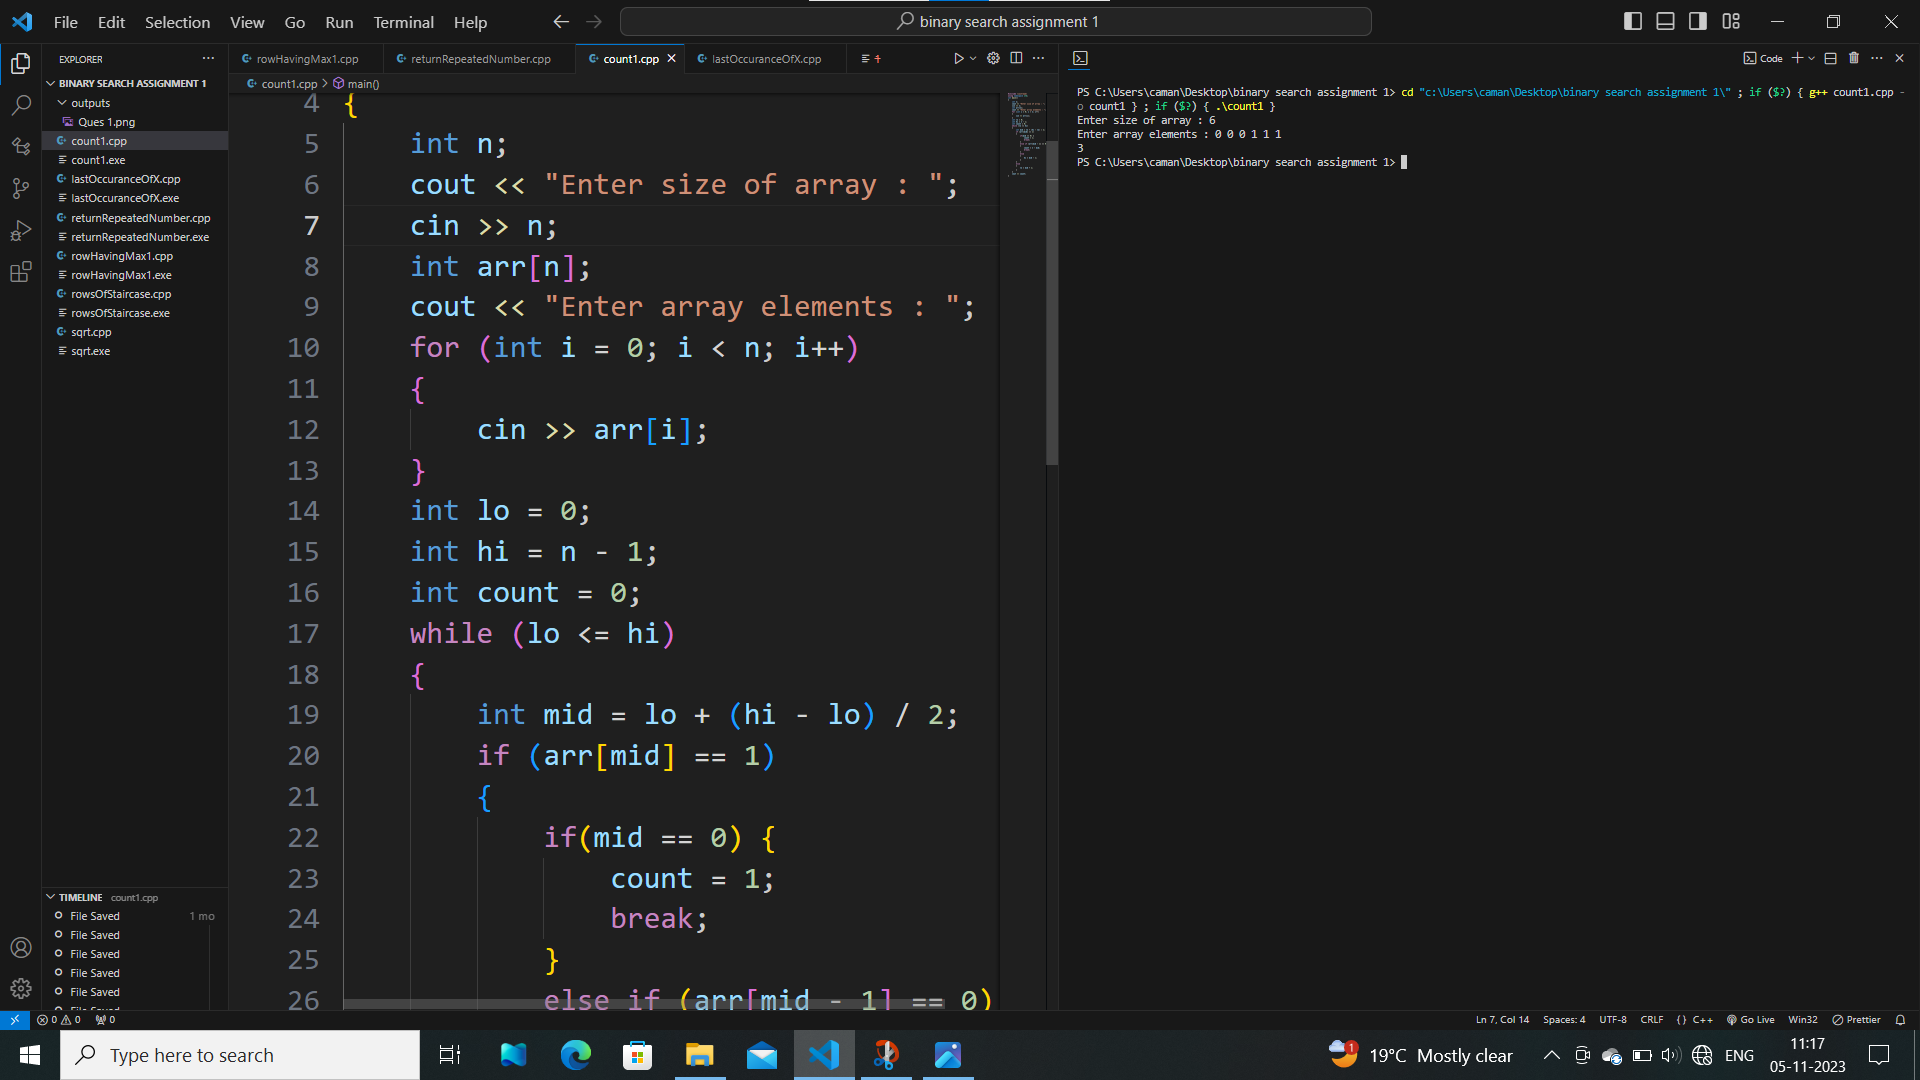 File Edit Selection View Go Run Terminal Help
binary search assignment 1
EXPLORER
BINARY SEARCH ASSIGNMENT 1
outputs
Ques 1.png
count1.cpp
count1.exe
lastOccuranceOfX.cpp
lastOccuranceOfX.exe
returnRepeatedNumber.cpp
returnRepeatedNumber.exe
rowHavingMax1.cpp
rowHavingMax1.exe
rowsOfStaircase.cpp
rowsOfStaircase.exe
sqrt.cpp
sqrt.exe
TIMELINE count1.cpp
File Saved 1 mo
File Saved
File Saved
File Saved
File Saved
rowHavingMax1.cpp returnRepeatedNumber.cpp count1.cpp lastOccuranceOfX.cpp
count1.cpp > main()
4 {
5 int n;
6 cout << "Enter size of array : ";
7 cin >> n;
8 int arr[n];
9 cout << "Enter array elements : ";
10 for (int i = 0; i < n; i++)
11 {
12 cin >> arr[i];
13 }
14 int lo = 0;
15 int hi = n - 1;
16 int count = 0;
17 while (lo <= hi)
18 {
19 int mid = lo + (hi - lo) / 2;
20 if (arr[mid] == 1)
21 {
22 if(mid == 0) {
23 count = 1;
24 break;
25 }
26 else if (arr[mid - 1] == 0)
Code
PS C:\Users\caman\Desktop\binary search assignment 1> cd "c:\Users\caman\Desktop\binary search assignment 1\" ; if ($?) { g++ count1.cpp -
o count1 } ; if ($?) { .\count1 }
Enter size of array : 6
Enter array elements : 0 0 0 1 1 1
3
PS C:\Users\caman\Desktop\binary search assignment 1>
0 0 0
Ln 7, Col 14 Spaces: 4 UTF-8 CRLF {} C++ Go Live Win32 Prettier
Type here to search
1
19°C Mostly clear
ENG
11:17
05-11-2023